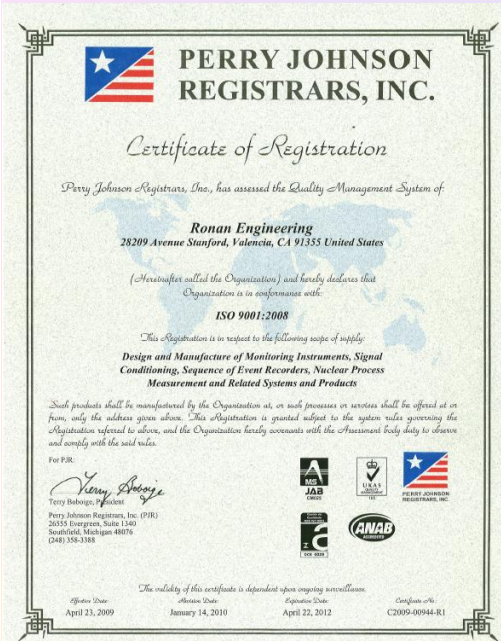 PERRY JOHNSON
REGISTRARS, INC.
Certificate of Registration
Perry Johnson Registrars, Inc., has assessed the Quality Management System of:
Ronan Engineering
28209 Avenue Stanford, Valencia, CA 91355 United States
(Hereinafter called the Organization) and hereby declares that
Organization is in conformance with:
ISO 9001:2008
This Registration is in respect to the following scope of supply:
Design and Manufacture of Monitoring Instruments, Signal
Conditioning, Sequence of Event Recorders, Nuclear Process
Measurement and Related Systems and Products
Such products shall be manufactured by the Organization at, or such processes or services shall be offered at or
from, only the address given above. This Registration is granted subject to the system rules governing the
Registration referred to above, and the Organization hereby covenants with the Assessment body duty to observe
and comply with the said rules.
For PJR:
Terry Boboige, President
Perry Johnson Registrars, Inc. (PJR)
26555 Evergreen, Suite 1340
Southfield, Michigan 48076
(248) 358-3388
MS
JAB
CM025
UKAS
QUALITY
MANAGEMENT
PERRY JOHNSON
REGISTRARS, INC.
ANAB
ACCREDITED
The validity of this certificate is dependent upon ongoing surveillance.
Effective Date:
April 23, 2009
Revision Date:
January 14, 2010
Expiration Date:
April 22, 2012
Certificate No.:
C2009-00944-R1